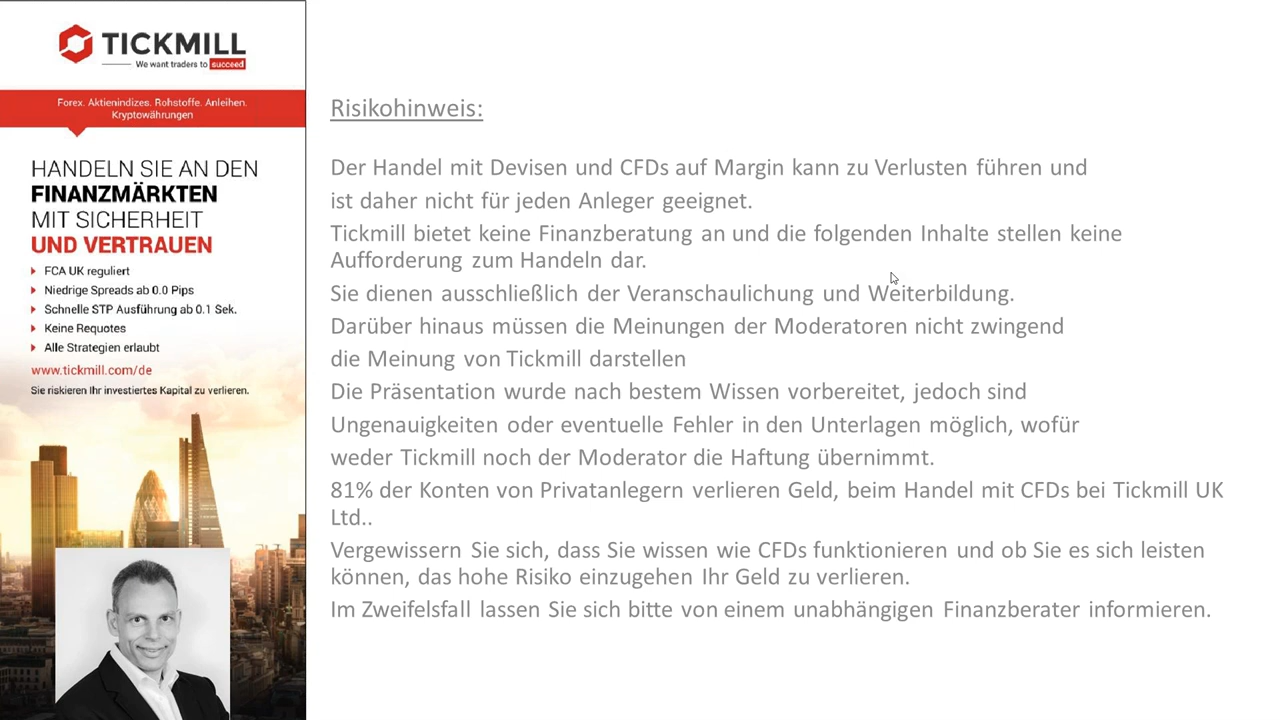 TICKMILL
We want traders to succeed
Forex. Aktienindizes. Rohstoffe. Anleihen.
Kryptowährungen
HANDELN SIE AN DEN
FINANZMÄRKTEN
MIT SICHERHEIT
UND VERTRAUEN
FCA UK reguliert
Niedrige Spreads ab 0.0 Pips
Schnelle STP Ausführung ab 0.1 Sek.
Keine Requotes
Alle Strategien erlaubt
www.tickmill.com/de
Sie riskieren Ihr investiertes Kapital zu verlieren.
Risikohinweis:
Der Handel mit Devisen und CFDs auf Margin kann zu Verlusten führen und
ist daher nicht für jeden Anleger geeignet.
Tickmill bietet keine Finanzberatung an und die folgenden Inhalte stellen keine
Aufforderung zum Handeln dar.
Sie dienen ausschließlich der Veranschaulichung und Weiterbildung.
Darüber hinaus müssen die Meinungen der Moderatoren nicht zwingend
die Meinung von Tickmill darstellen
Die Präsentation wurde nach bestem Wissen vorbereitet, jedoch sind
Ungenauigkeiten oder eventuelle Fehler in den Unterlagen möglich, wofür
weder Tickmill noch der Moderator die Haftung übernimmt.
81% der Konten von Privatanlegern verlieren Geld, beim Handel mit CFDs bei Tickmill UK
Ltd..
Vergewissern Sie sich, dass Sie wissen wie CFDs funktionieren und ob Sie es sich leisten
können, das hohe Risiko einzugehen Ihr Geld zu verlieren.
Im Zweifelsfall lassen Sie sich bitte von einem unabhängigen Finanzberater informieren.